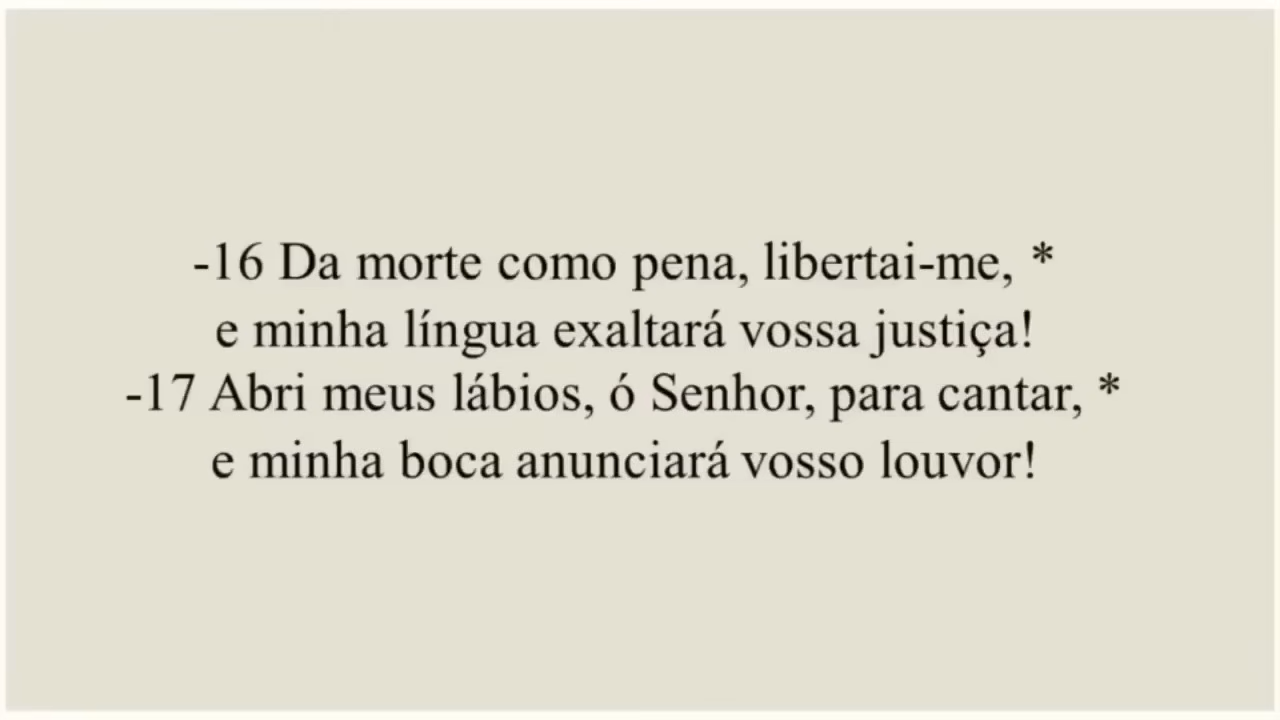 -16 Da morte como pena, libertai-me, *
e minha língua exaltará vossa justiça!
-17 Abri meus lábios, ó Senhor, para cantar, *
e minha boca anunciará vosso louvor!